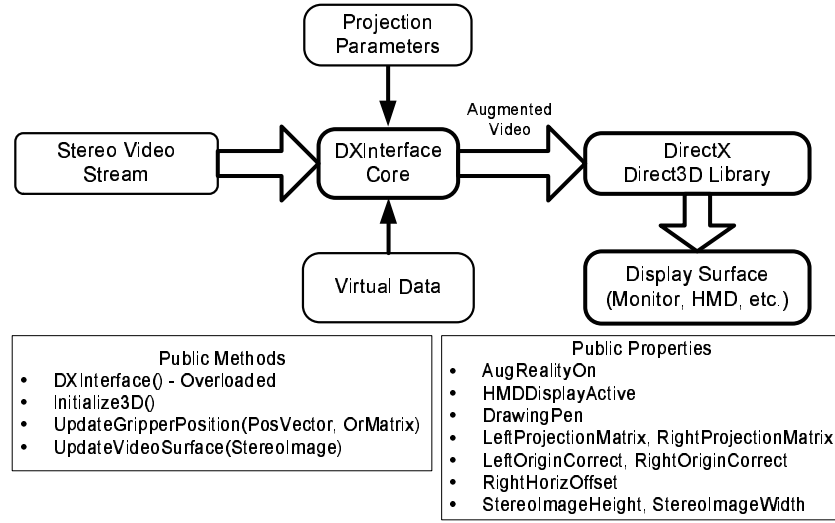 Projection
Parameters
Augmented
Video
Stereo Video
Stream
DXInterface
Core
DirectX
Direct3D Library
Virtual Data
Display Surface
(Monitor, HMD, etc.)
Public Methods
• DXInterface() - Overloaded
• Initialize3D()
• UpdateGripperPosition(PosVector, OrMatrix)
• UpdateVideoSurface(StereoImage)
Public Properties
• AugRealityOn
• HMDDisplayActive
• DrawingPen
• LeftProjectionMatrix, RightProjectionMatrix
• LeftOriginCorrect, RightOriginCorrect
• RightHorizOffset
• StereoImageHeight, StereoImageWidth